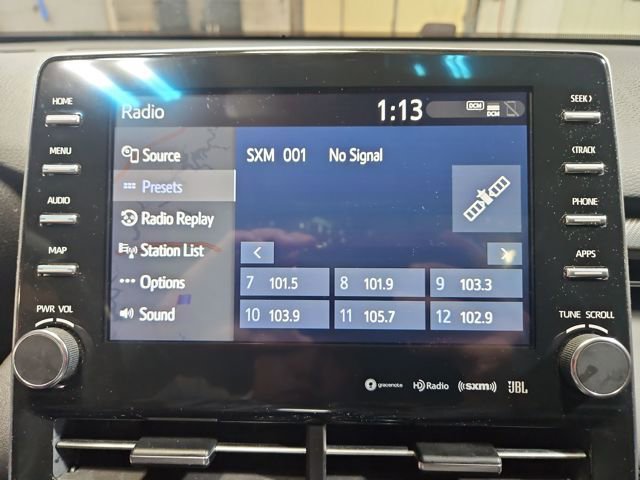 HOME
MENU
AUDIO
MAP
PWR VOL
Radio
1:13
DCM
DCM
Source
SXM 001 No Signal
Presets
Radio Replay
Station List
Options
Sound
7 101.5
8 101.9
9 103.3
10 103.9
11 105.7
12 102.9
SEEK >
< TRACK
PHONE
APPS
TUNE SCROLL
gracenote
HD Radio
((sxm))
JBL